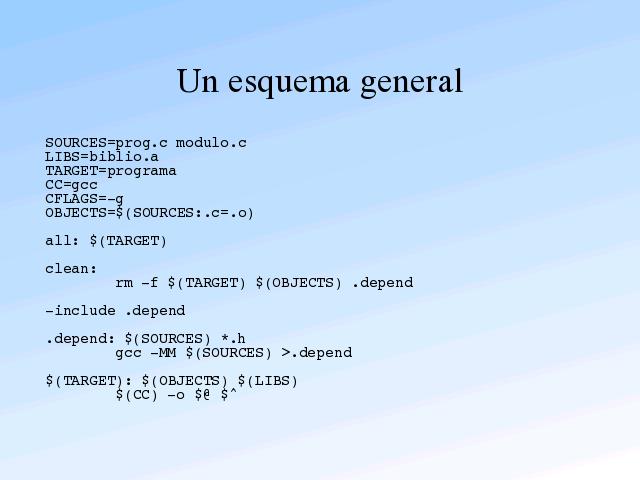 Un esquema general
SOURCES=prog.c modulo.c
LIBS=biblio.a
TARGET=programa
CC=gcc
CFLAGS=-g
OBJECTS=$(SOURCES:.c=.o)
all: $(TARGET)
clean:
rm -f $(TARGET) $(OBJECTS) .depend
-include .depend
.depend: $(SOURCES) *.h
gcc -MM $(SOURCES) >.depend
$(TARGET): $(OBJECTS) $(LIBS)
$(CC) -o $@ $^